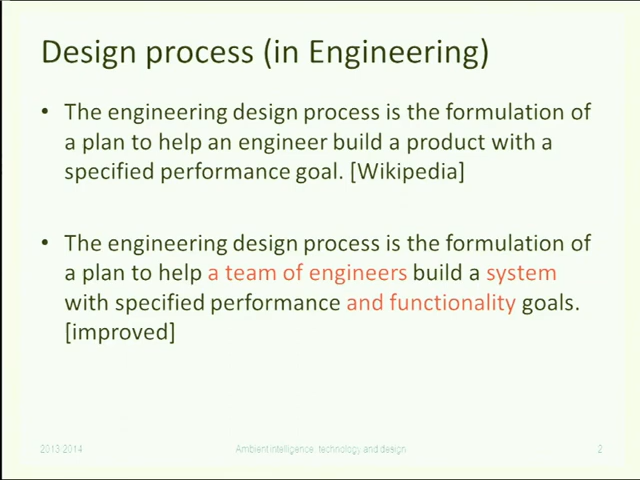 Design process (in Engineering)
• The engineering design process is the formulation of
a plan to help an engineer build a product with a
specified performance goal. [Wikipedia]
• The engineering design process is the formulation of
a plan to help a team of engineers build a system
with specified performance and functionality goals.
[improved]
2013-2014 Ambient intelligence: technology and design 2